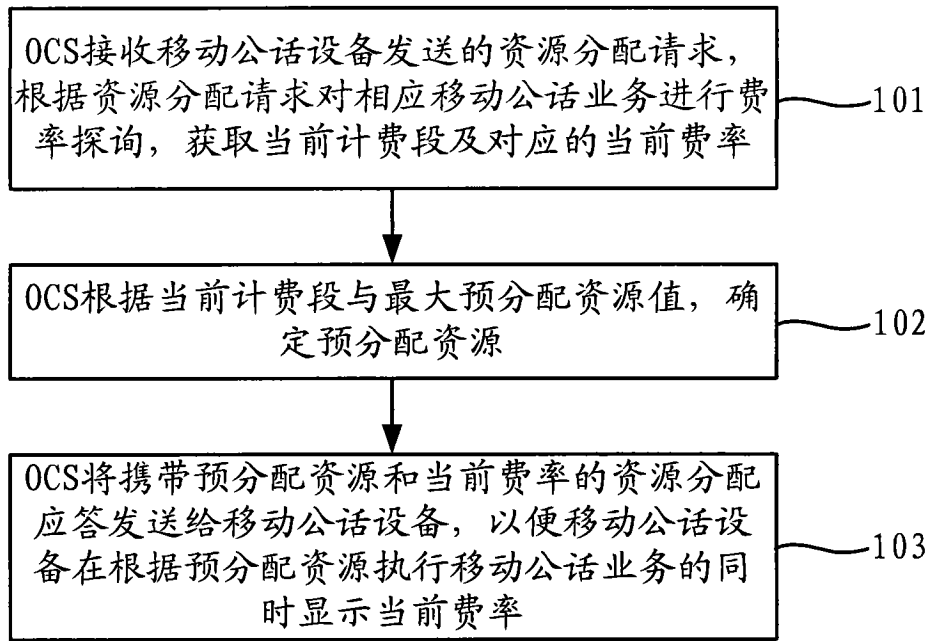 OCS接收移动公话设备发送的资源分配请求，
根据资源分配请求对相应移动公话业务进行费
率探询，获取当前计费段及对应的当前费率
101
OCS根据当前计费段与最大预分配资源值，确
定预分配资源
102
OCS将携带预分配资源和当前费率的资源分配
应答发送给移动公话设备，以便移动公话设
备在根据预分配资源执行移动公话业务的同
时显示当前费率
103